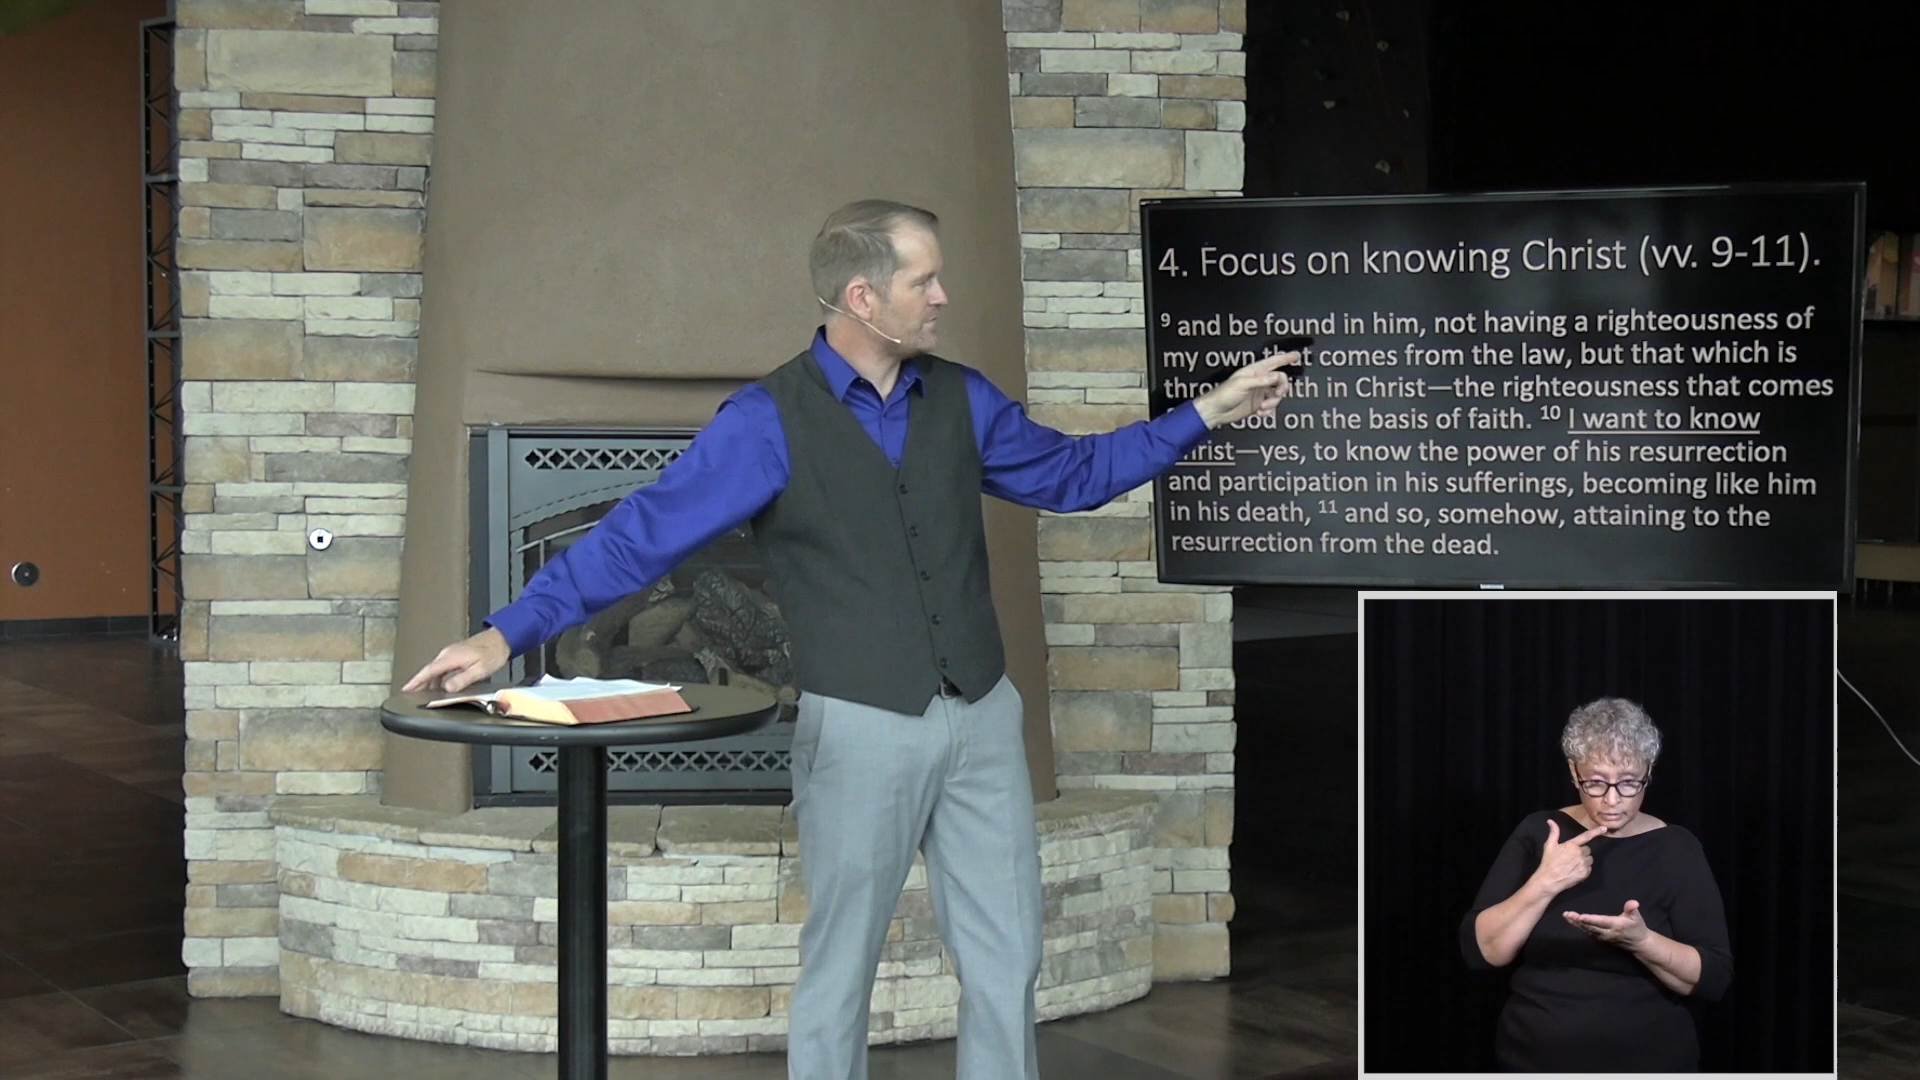 4. Focus on knowing Christ (vv. 9-11).
9 and be found in him, not having a righteousness of
my own that comes from the law, but that which is
in Christ—the righteousness that comes
God on the basis of faith. 10 I want to know
—yes, to know the power of his resurrection
and participation in his sufferings, becoming like him
in his death, 11 and so, somehow, attaining to the
resurrection from the dead.